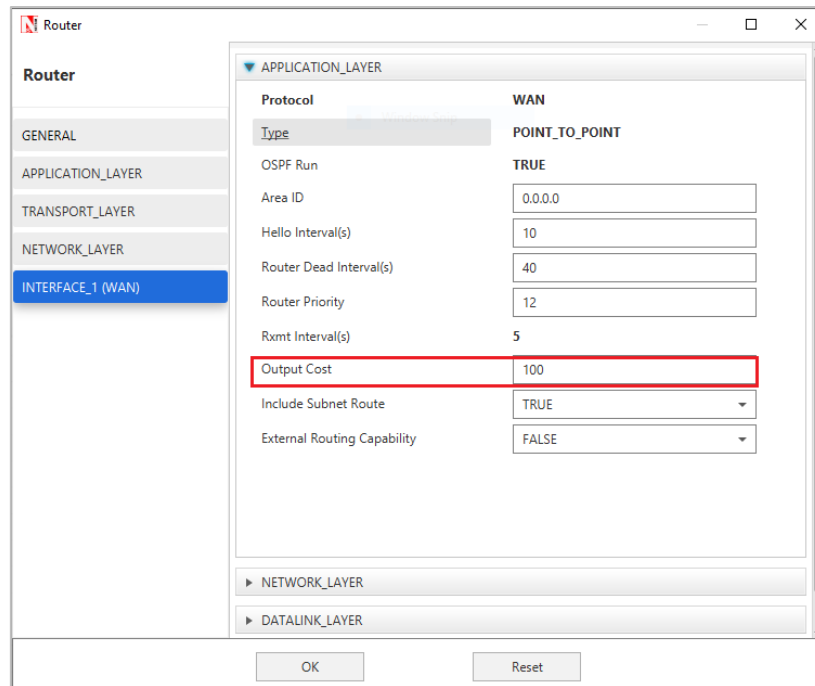 Router
Router
GENERAL
APPLICATION_LAYER
TRANSPORT_LAYER
NETWORK_LAYER
INTERFACE_1 (WAN)
APPLICATION_LAYER
Protocol WAN
Type POINT_TO_POINT
OSPF Run TRUE
Area ID 0.0.0.0
Hello Interval(s) 10
Router Dead Interval(s) 40
Router Priority 12
Rxmt Interval(s) 5
Output Cost 100
Include Subnet Route TRUE
External Routing Capability FALSE
NETWORK_LAYER
DATALINK_LAYER
OK Reset